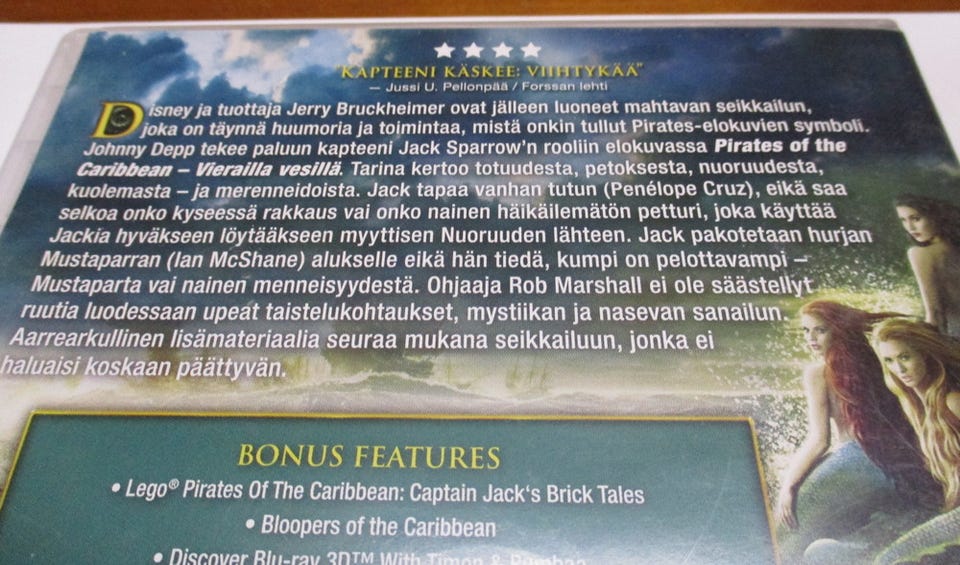 "KAPTEENI KÄSKEE: VIIHTYKÄÄ"
— Jussi U. Pellonpää / Forssan lehti
Disney ja tuottaja Jerry Bruckheimer ovat jälleen luoneet mahtavan seikkailun,
joka on täynnä huumoria ja toimintaa, mistä onkin tullut Pirates-elokuvien symboli.
Johnny Depp tekee paluun kapteeni Jack Sparrow'n rooliin elokuvassa Pirates of the
Caribbean – Vierailla vesillä. Tarina kertoo totuudesta, petoksesta, nuoruudesta,
kuolemasta – ja merenneidoista. Jack tapaa vanhan tutun (Penélope Cruz), eikä saa
selkoa onko kyseessä rakkaus vai onko nainen häikäilemätön petturi, joka käyttää
Jackia hyväkseen löytääkseen myyttisen Nuoruuden lähteen. Jack pakotetaan hurjan
Mustaparran (Ian McShane) alukselle eikä hän tiedä, kumpi on pelottavampi –
Mustaparta vai nainen menneisyydestä. Ohjaaja Rob Marshall ei ole säästellyt
ruutia luodessaan upeat taistelukohtaukset, mystiikan ja nasevan sanailun.
Aarrearkullinen lisämateriaalia seuraa mukana seikkailuun, jonka ei
haluaisi koskaan päättyvän.
BONUS FEATURES
• Lego® Pirates Of The Caribbean: Captain Jack's Brick Tales
• Bloopers of the Caribbean
• Discover Blu-ray 3D™ With Timon & Pumbaa